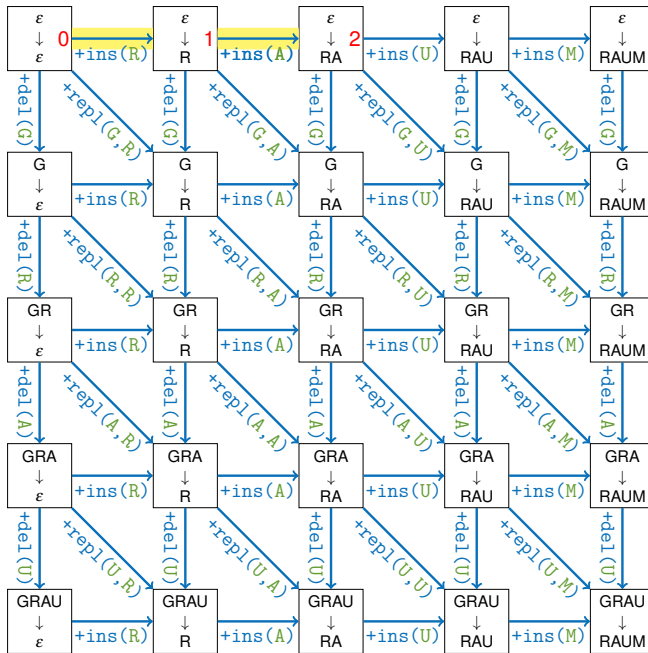 ε ε ε ε ε
↓ 0 ↓ 1 ↓ 2 ↓ ↓
ε +ins(R) R +ins(A) RA +ins(U) RAU +ins(M) RAUM
+del(G) +repl(G,R) +del(G) +repl(G,A) +del(G) +repl(G,U) +del(G) +repl(G,M) +del(G)
G G G G G
↓ ↓ ↓ ↓ ↓
ε +ins(R) R +ins(A) RA +ins(U) RAU +ins(M) RAUM
+del(R) +repl(R,R) +del(R) +repl(R,A) +del(R) +repl(R,U) +del(R) +repl(R,M) +del(R)
GR GR GR GR GR
↓ ↓ ↓ ↓ ↓
ε +ins(R) R +ins(A) RA +ins(U) RAU +ins(M) RAUM
+del(A) +repl(A,R) +del(A) +repl(A,A) +del(A) +repl(A,U) +del(A) +repl(A,M) +del(A)
GRA GRA GRA GRA GRA
↓ ↓ ↓ ↓ ↓
ε +ins(R) R +ins(A) RA +ins(U) RAU +ins(M) RAUM
+del(U) +repl(U,R) +del(U) +repl(U,A) +del(U) +repl(U,U) +del(U) +repl(U,M) +del(U)
GRAU GRAU GRAU GRAU GRAU
↓ ↓ ↓ ↓ ↓
ε +ins(R) R +ins(A) RA +ins(U) RAU +ins(M) RAUM